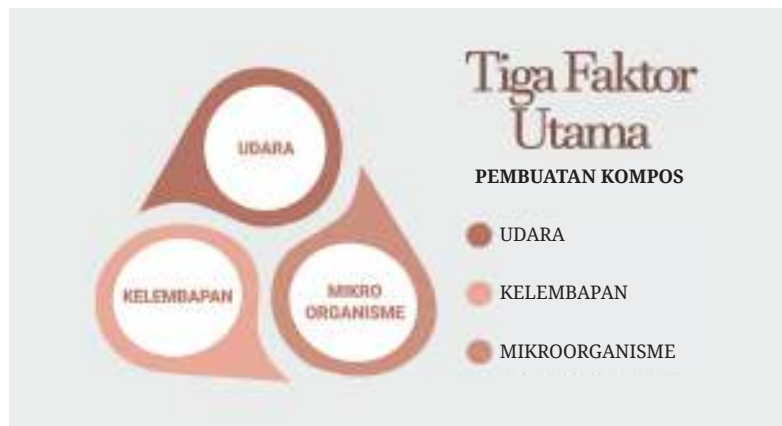 Tiga Faktor
Utama
PEMBUATAN KOMPOS
UDARA
KELEMBAPAN
MIKROORGANISME
UDARA
KELEMBAPAN
MIKRO
ORGANISME